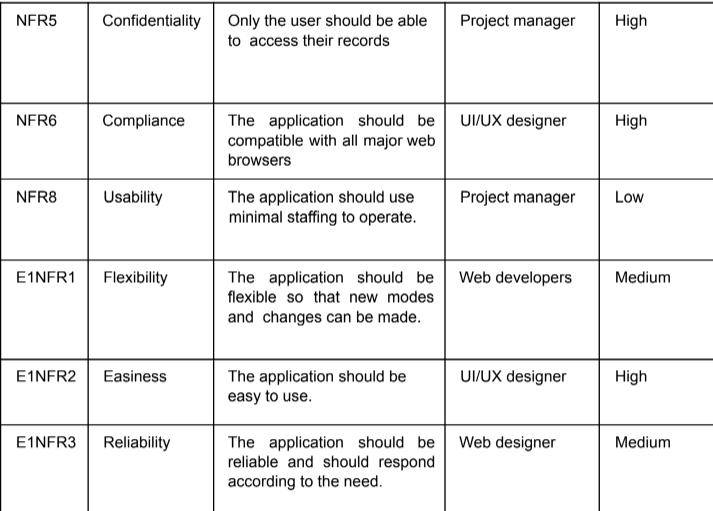 NFR5 Confidentiality Only the user should be able Project manager High
to access their records
NFR6 Compliance The application should be UI/UX designer High
compatible with all major web
browsers
NFR8 Usability The application should use Project manager Low
minimal staffing to operate.
E1NFR1 Flexibility The application should be Web developers Medium
flexible so that new modes
and changes can be made.
E1NFR2 Easiness The application should be UI/UX designer High
easy to use.
E1NFR3 Reliability The application should be Web designer Medium
reliable and should respond
according to the need.